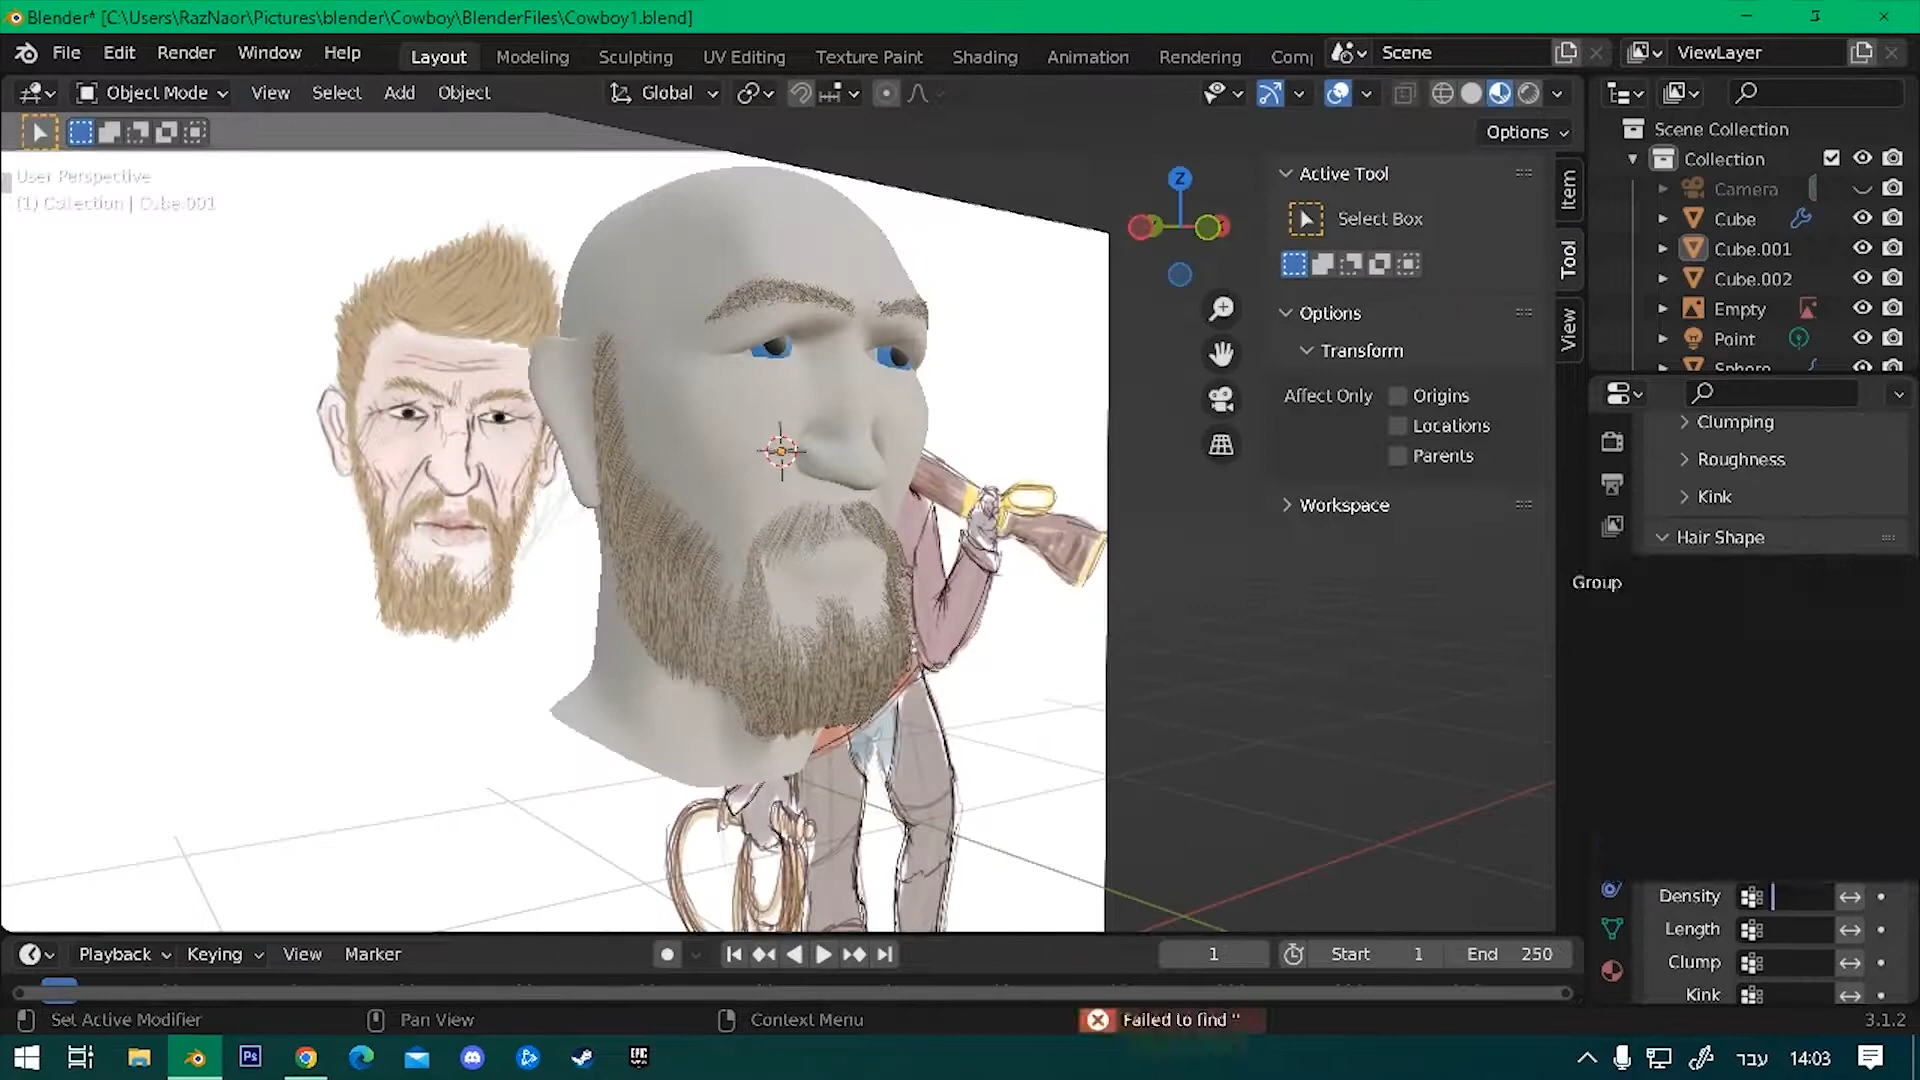 Blender* [C:\Users\RazNaor\Pictures\blender\Cowboy\BlenderFiles\Cowboy1.blend]
File Edit Render Window Help Layout Modeling Sculpting UV Editing Texture Paint Shading Animation Rendering Comp Scene ViewLayer
Object Mode View Select Add Object Global
Options
User Perspective
(1) Collection | Cube.001
Z
Active Tool
Select Box
Options
Transform
Affect Only Origins
Locations
Parents
Workspace
Item
Tool
View
Scene Collection
Collection
Camera
Cube
Cube.001
Cube.002
Empty
Point
Sphere
Clumping
Roughness
Kink
Hair Shape
Group
Density
Length
Clump
Kink
Playback Keying View Marker 1 Start 1 End 250
Set Active Modifier Pan View Context Menu Failed to find '' 3.1.2
Ps EPIC עבר 14:03